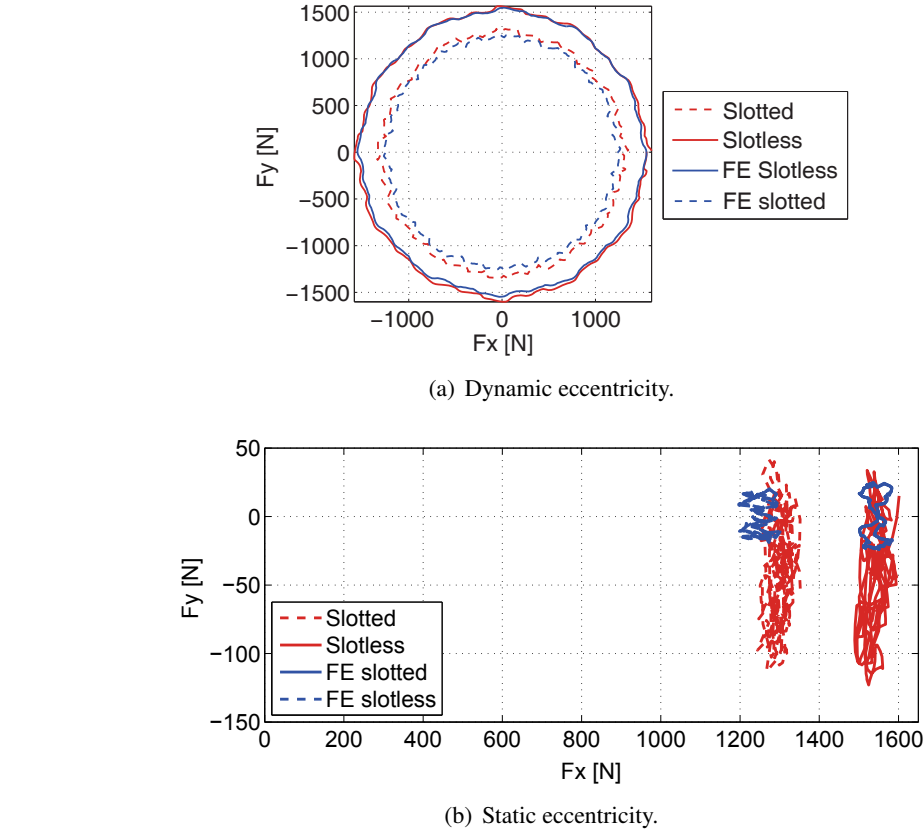 1500
1000
500
0
−500
−1000
−1500
Fy [N]
−1000 0 1000
Fx [N]
Slotted
Slotless
FE Slotless
FE slotted
(a) Dynamic eccentricity.
50
0
−50
−100
−150
Fy [N]
Slotted
Slotless
FE slotted
FE slotless
0 200 400 600 800 1000 1200 1400 1600
Fx [N]
(b) Static eccentricity.